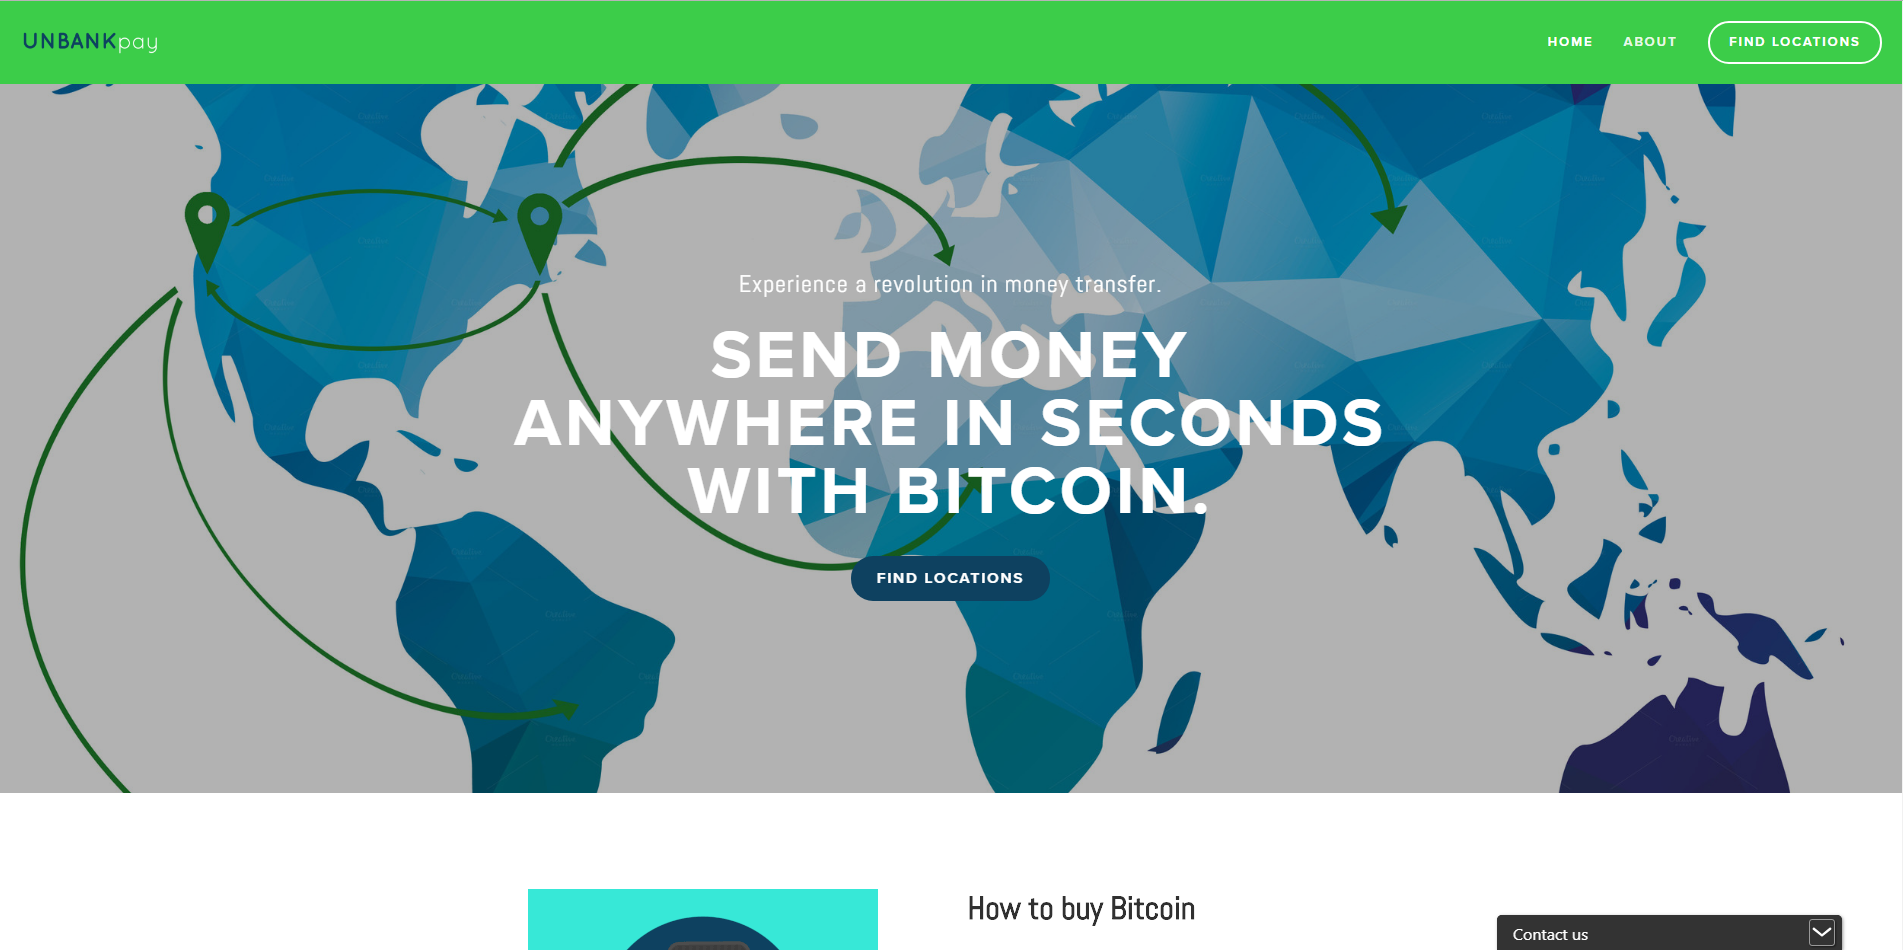 UNBANKpay
HOME
ABOUT
FIND LOCATIONS
Experience a revolution in money transfer.
SEND MONEY
ANYWHERE IN SECONDS
WITH BITCOIN.
FIND LOCATIONS
How to buy Bitcoin
Contact us